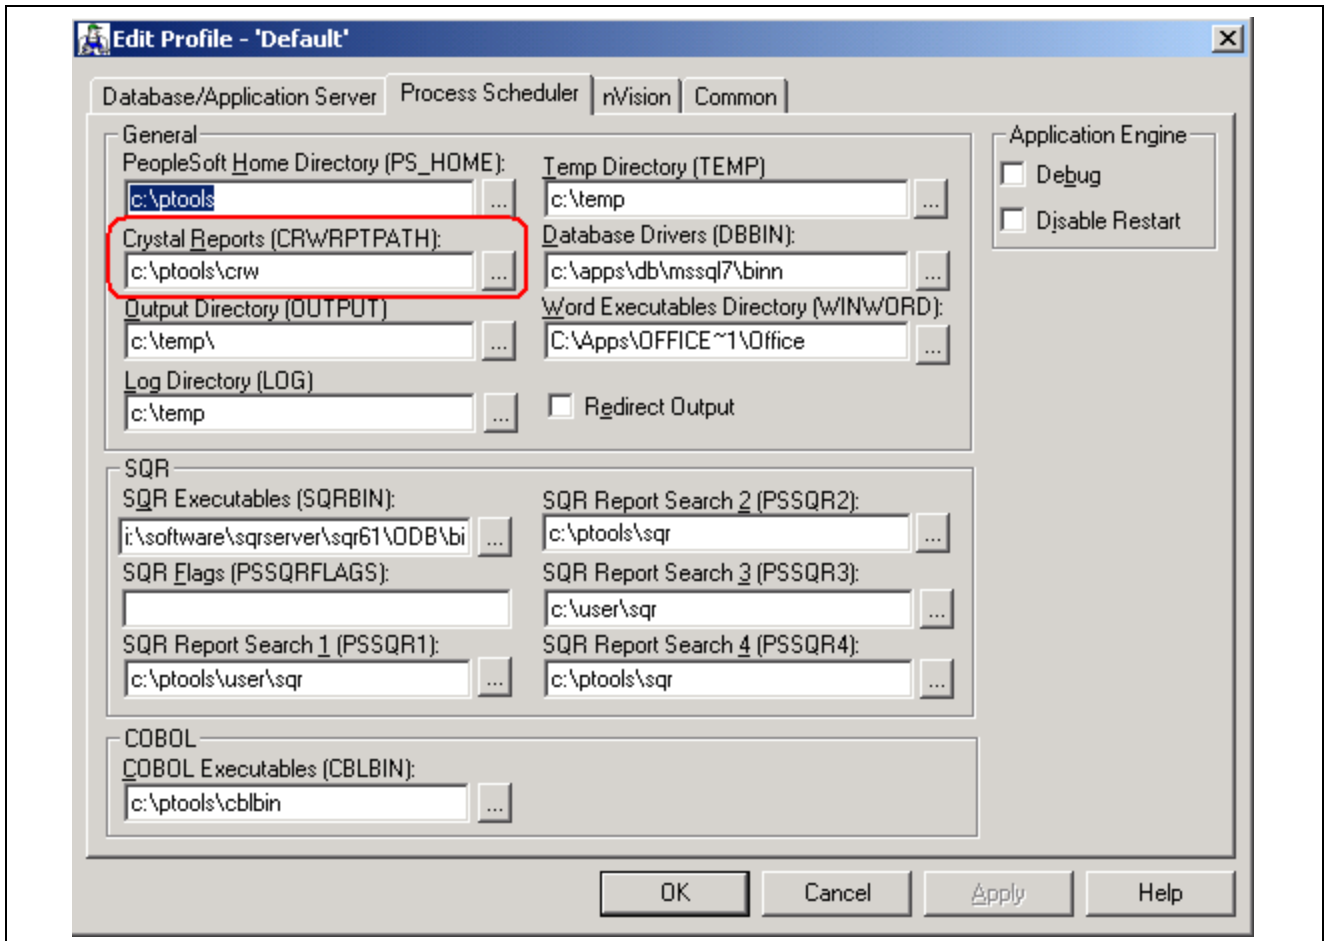 Edit Profile - 'Default'
Database/Application Server Process Scheduler nVision Common
General
PeopleSoft Home Directory (PS_HOME):
c:\ptools
...
Temp Directory (TEMP)
c:\temp
...
Crystal Reports (CRWRPTPATH):
c:\ptools\crw
...
Database Drivers (DBBIN):
c:\apps\db\mssql7\binn
...
Output Directory (OUTPUT)
c:\temp\
...
Word Executables Directory (WINWORD):
C:\Apps\OFFICE~1\Office
...
Log Directory (LOG)
c:\temp
...
Redirect Output
Application Engine
Debug
Disable Restart
SQR
SQR Executables (SQRBIN):
i:\software\sqrserver\sqr61\ODB\bi
...
SQR Report Search 2 (PSSQR2):
c:\ptools\sqr
...
SQR Flags (PSSQRFLAGS):
SQR Report Search 3 (PSSQR3):
c:\user\sqr
...
SQR Report Search 1 (PSSQR1):
c:\ptools\user\sqr
...
SQR Report Search 4 (PSSQR4):
c:\ptools\sqr
...
COBOL
COBOL Executables (CBLBIN):
c:\ptools\cblbin
...
OK Cancel Apply Help